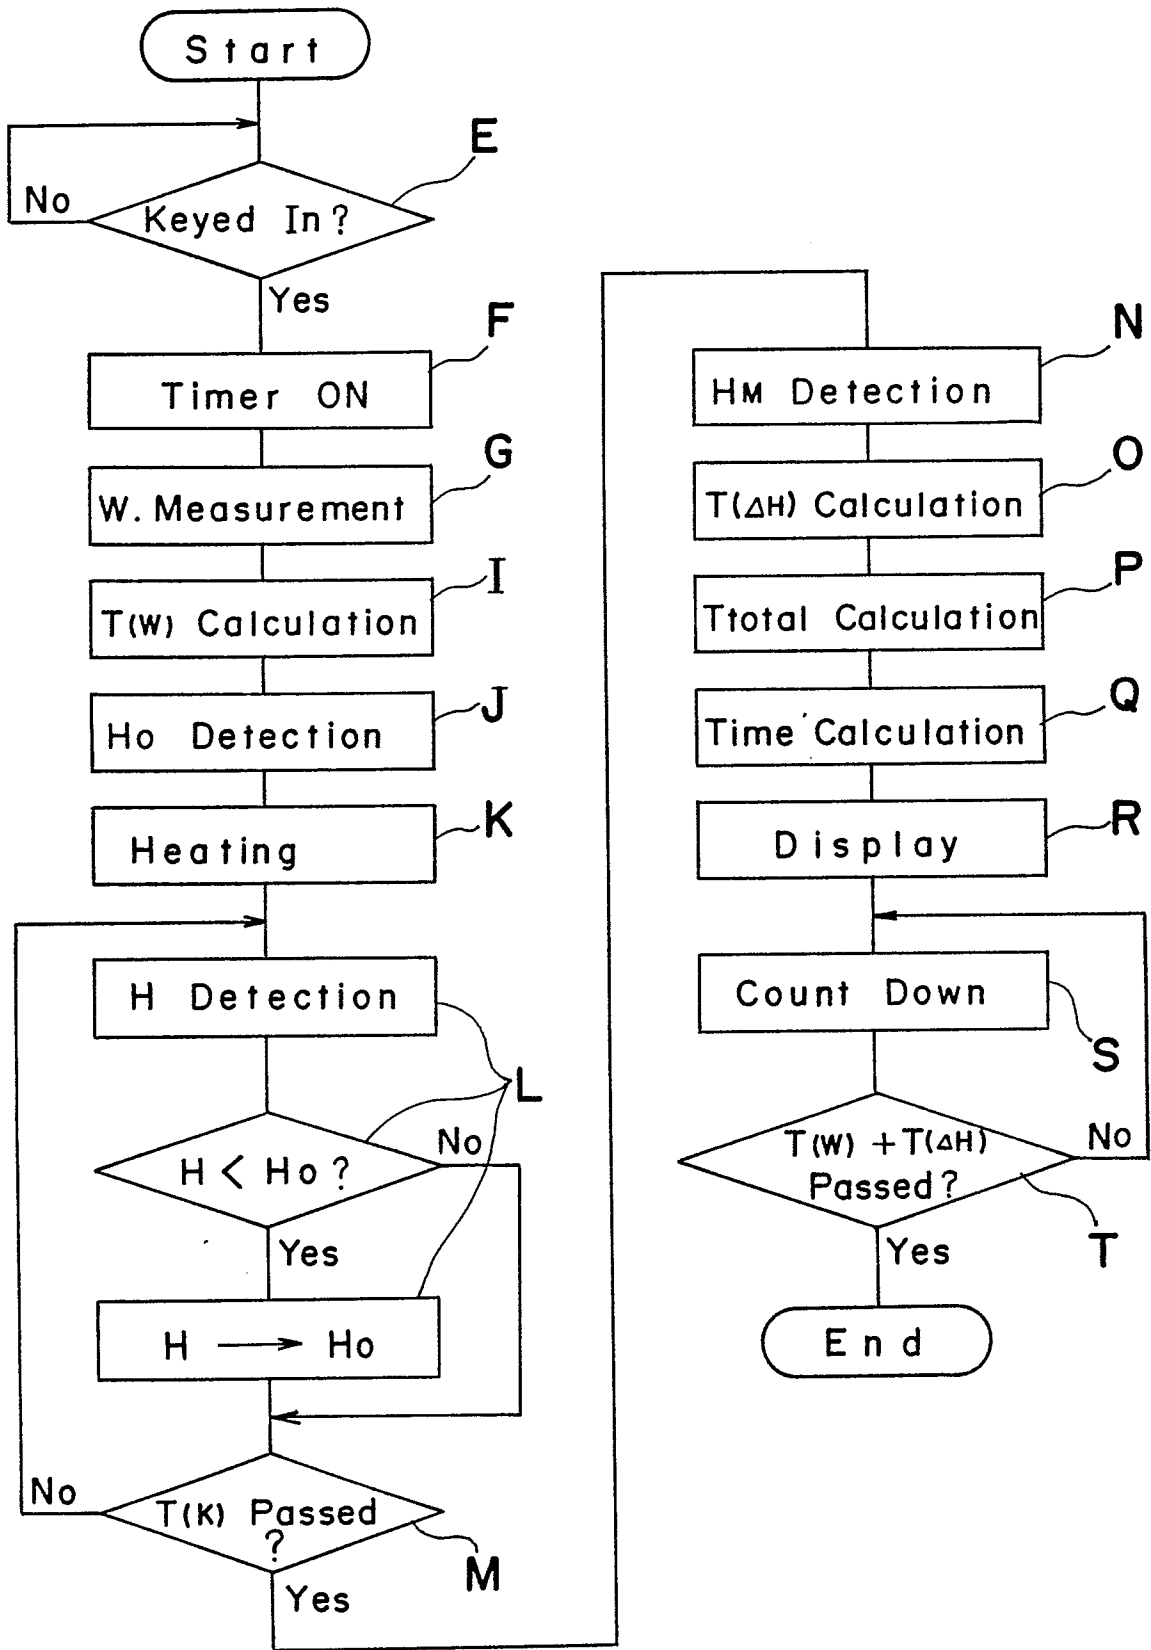 Start
E
No
Keyed In?
Yes
F
Timer ON
G
W. Measurement
I
T(W) Calculation
J
Ho Detection
K
Heating
H Detection
L
No
H < Ho?
Yes
H → Ho
No
T(K) Passed
?
M
Yes
N
HM Detection
O
T(ΔH) Calculation
P
Ttotal Calculation
Q
Time Calculation
R
Display
Count Down
S
T(W) + T(ΔH)
No
Passed?
T
Yes
End